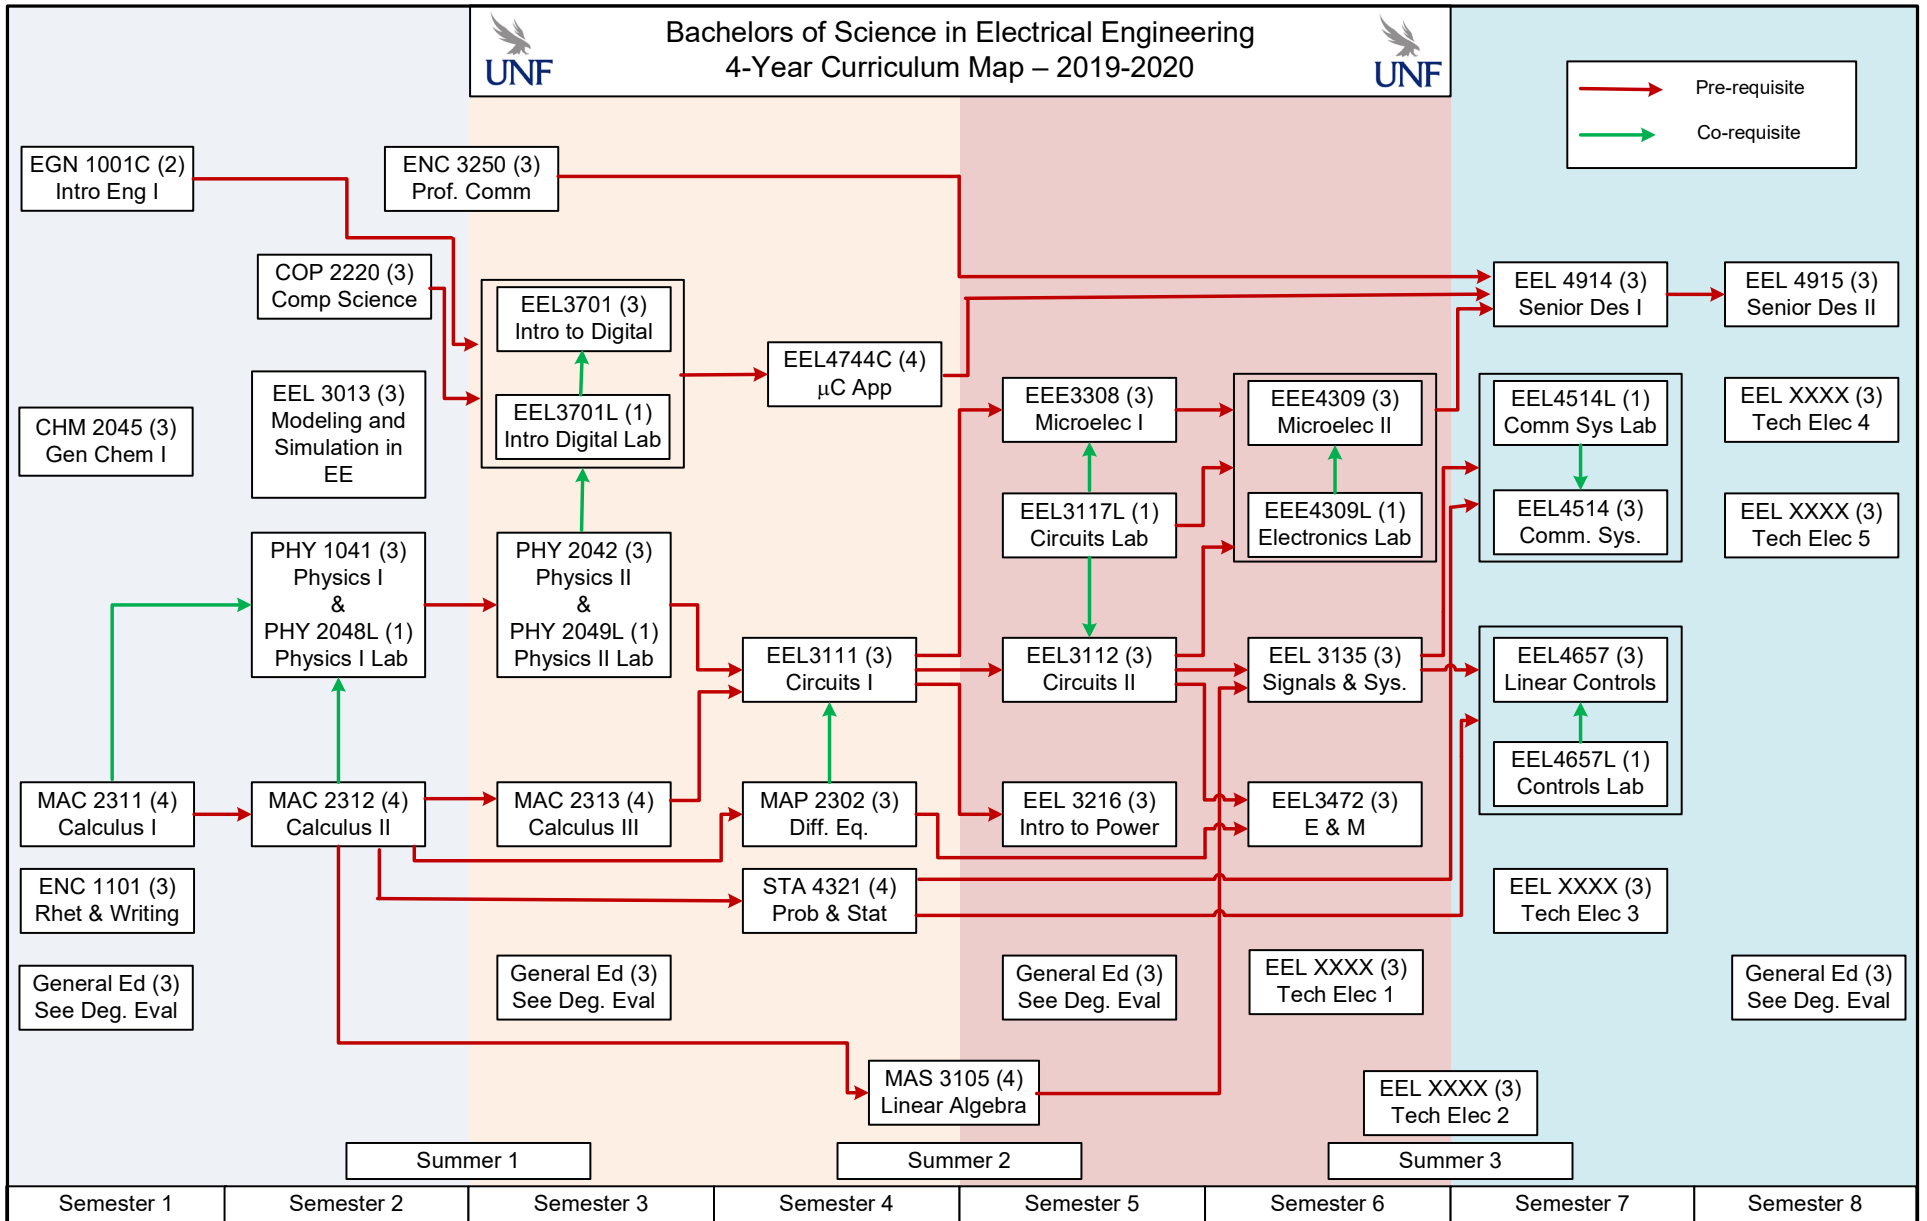 Bachelors of Science in Electrical Engineering
4-Year Curriculum Map – 2019-2020
UNF
UNF
Pre-requisite
Co-requisite
EGN 1001C (2)
Intro Eng I
ENC 3250 (3)
Prof. Comm
COP 2220 (3)
Comp Science
EEL3701 (3)
Intro to Digital
EEL3701L (1)
Intro Digital Lab
EEL4744C (4)
μC App
EEL 4914 (3)
Senior Des I
EEL 4915 (3)
Senior Des II
CHM 2045 (3)
Gen Chem I
EEL 3013 (3)
Modeling and
Simulation in
EE
EEE3308 (3)
Microelec I
EEE4309 (3)
Microelec II
EEL4514L (1)
Comm Sys Lab
EEL XXXX (3)
Tech Elec 4
EEL3117L (1)
Circuits Lab
EEE4309L (1)
Electronics Lab
EEL4514 (3)
Comm. Sys.
EEL XXXX (3)
Tech Elec 5
PHY 1041 (3)
Physics I
&
PHY 2048L (1)
Physics I Lab
PHY 2042 (3)
Physics II
&
PHY 2049L (1)
Physics II Lab
EEL3111 (3)
Circuits I
EEL3112 (3)
Circuits II
EEL 3135 (3)
Signals & Sys.
EEL4657 (3)
Linear Controls
EEL4657L (1)
Controls Lab
MAC 2311 (4)
Calculus I
MAC 2312 (4)
Calculus II
MAC 2313 (4)
Calculus III
MAP 2302 (3)
Diff. Eq.
EEL 3216 (3)
Intro to Power
EEL3472 (3)
E & M
ENC 1101 (3)
Rhet & Writing
STA 4321 (4)
Prob & Stat
EEL XXXX (3)
Tech Elec 3
General Ed (3)
See Deg. Eval
General Ed (3)
See Deg. Eval
General Ed (3)
See Deg. Eval
EEL XXXX (3)
Tech Elec 1
General Ed (3)
See Deg. Eval
MAS 3105 (4)
Linear Algebra
EEL XXXX (3)
Tech Elec 2
Summer 1
Summer 2
Summer 3
Semester 1
Semester 2
Semester 3
Semester 4
Semester 5
Semester 6
Semester 7
Semester 8